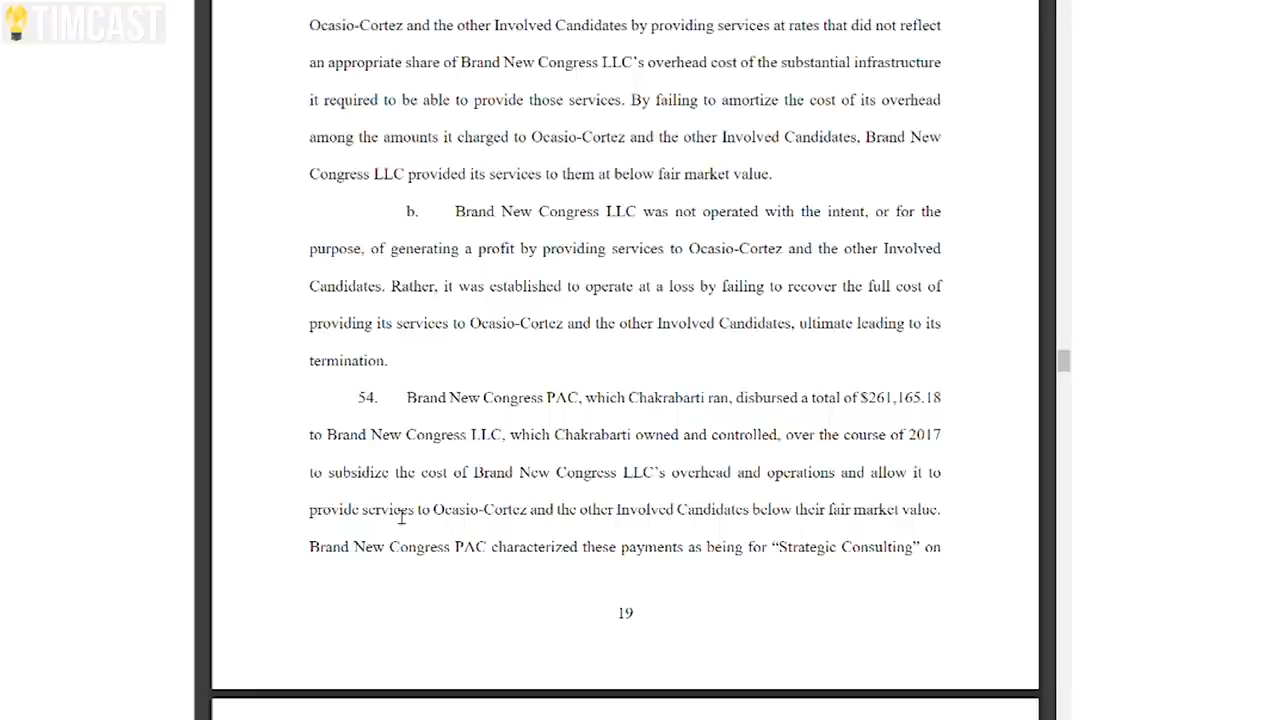 TIMCAST
Ocasio-Cortez and the other Involved Candidates by providing services at rates that did not reflect
an appropriate share of Brand New Congress LLC's overhead cost of the substantial infrastructure
it required to be able to provide those services. By failing to amortize the cost of its overhead
among the amounts it charged to Ocasio-Cortez and the other Involved Candidates, Brand New
Congress LLC provided its services to them at below fair market value.
b. Brand New Congress LLC was not operated with the intent, or for the
purpose, of generating a profit by providing services to Ocasio-Cortez and the other Involved
Candidates. Rather, it was established to operate at a loss by failing to recover the full cost of
providing its services to Ocasio-Cortez and the other Involved Candidates, ultimate leading to its
termination.
54. Brand New Congress PAC, which Chakrabarti ran, disbursed a total of $261,165.18
to Brand New Congress LLC, which Chakrabarti owned and controlled, over the course of 2017
to subsidize the cost of Brand New Congress LLC's overhead and operations and allow it to
provide services to Ocasio-Cortez and the other Involved Candidates below their fair market value.
Brand New Congress PAC characterized these payments as being for “Strategic Consulting” on
19